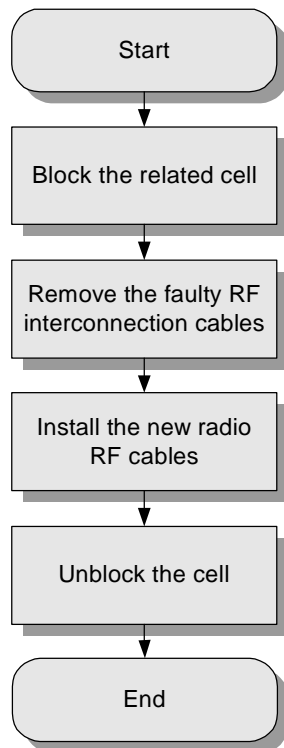 Start
Block the related cell
Remove the faulty RF
interconnection cables
Install the new radio
RF cables
Unblock the cell
End